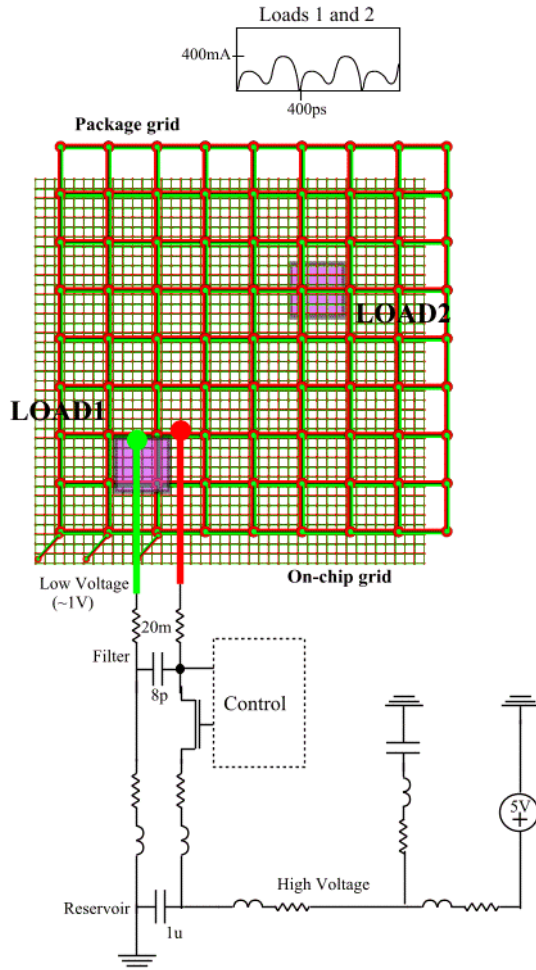 Loads 1 and 2
400mA
400ps
Package grid
LOAD2
LOAD1
On-chip grid
Low Voltage
(~1V)
20m
Filter
8p
Control
5V
+
High Voltage
Reservoir
1u